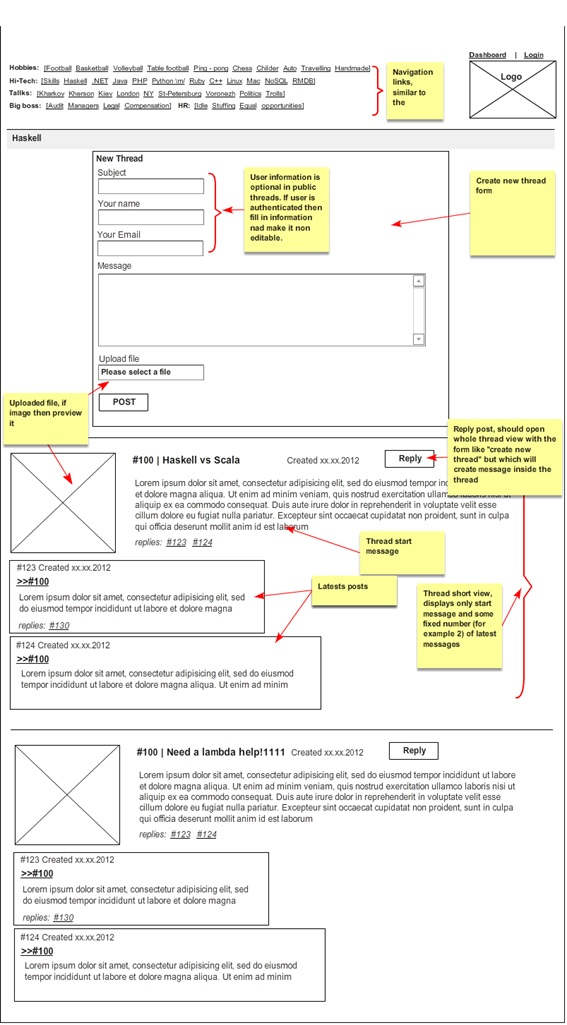 Dashboard | Login
Hobbies: [Football Basketball Volleyball Table football Ping - pong Chess Childer Auto Travelling Handmade]
Hi-Tech: [Skills Haskell .NET Java PHP Python \m/ Ruby C++ Linux Mac NoSQL RMDB]
Tallks: [Kharkov Kherson Kiev London NY St-Petersburg Voronezh Politics Trolls]
Big boss: [Audit Managers Legal Compensation] HR: [Idle Stuffing Equal opportunities]
Navigation
links,
similar to
the
Logo
Haskell
New Thread
Subject
Your name
Your Email
User information is
optional in public
threads. If user is
authenticated then
fill in information
nad make it non
editable.
Create new thread
form
Message
Upload file
Please select a file
POST
Uploaded file, if
image then preview
it
Reply post, should open
whole thread view with the
form like "create new
thread" but which will
create message inside the
thread
#100 | Haskell vs Scala Created xx.xx.2012 Reply
Lorem ipsum dolor sit amet, consectetur adipisicing elit, sed do
et dolore magna aliqua. Ut enim ad minim veniam, quis nostrud exercitation ullamco laboris nisi ut
aliquip ex ea commodo consequat. Duis aute irure dolor in reprehenderit in voluptate velit esse
cillum dolore eu fugiat nulla pariatur. Excepteur sint occaecat cupidatat non proident, sunt in culpa
qui officia deserunt mollit anim id est laborum
replies: #123 #124
Thread start
message
#123 Created xx.xx.2012
>>#100
Lorem ipsum dolor sit amet, consectetur adipisicing elit, sed
do eiusmod tempor incididunt ut labore et dolore magna
replies: #130
Latests posts
Thread short view,
displays only start
message and some
fixed number (for
example 2) of latest
messages
#124 Created xx.xx.2012
>>#100
Lorem ipsum dolor sit amet, consectetur adipisicing elit, sed do eiusmod
tempor incididunt ut labore et dolore magna aliqua. Ut enim ad minim
#100 | Need a lambda help!1111 Created xx.xx.2012 Reply
Lorem ipsum dolor sit amet, consectetur adipisicing elit, sed do eiusmod tempor incididunt ut labore
et dolore magna aliqua. Ut enim ad minim veniam, quis nostrud exercitation ullamco laboris nisi ut
aliquip ex ea commodo consequat. Duis aute irure dolor in reprehenderit in voluptate velit esse
cillum dolore eu fugiat nulla pariatur. Excepteur sint occaecat cupidatat non proident, sunt in culpa
qui officia deserunt mollit anim id est laborum
replies: #123 #124
#123 Created xx.xx.2012
>>#100
Lorem ipsum dolor sit amet, consectetur adipisicing elit, sed
do eiusmod tempor incididunt ut labore et dolore magna
replies: #130
#124 Created xx.xx.2012
>>#100
Lorem ipsum dolor sit amet, consectetur adipisicing elit, sed do eiusmod
tempor incididunt ut labore et dolore magna aliqua. Ut enim ad minim